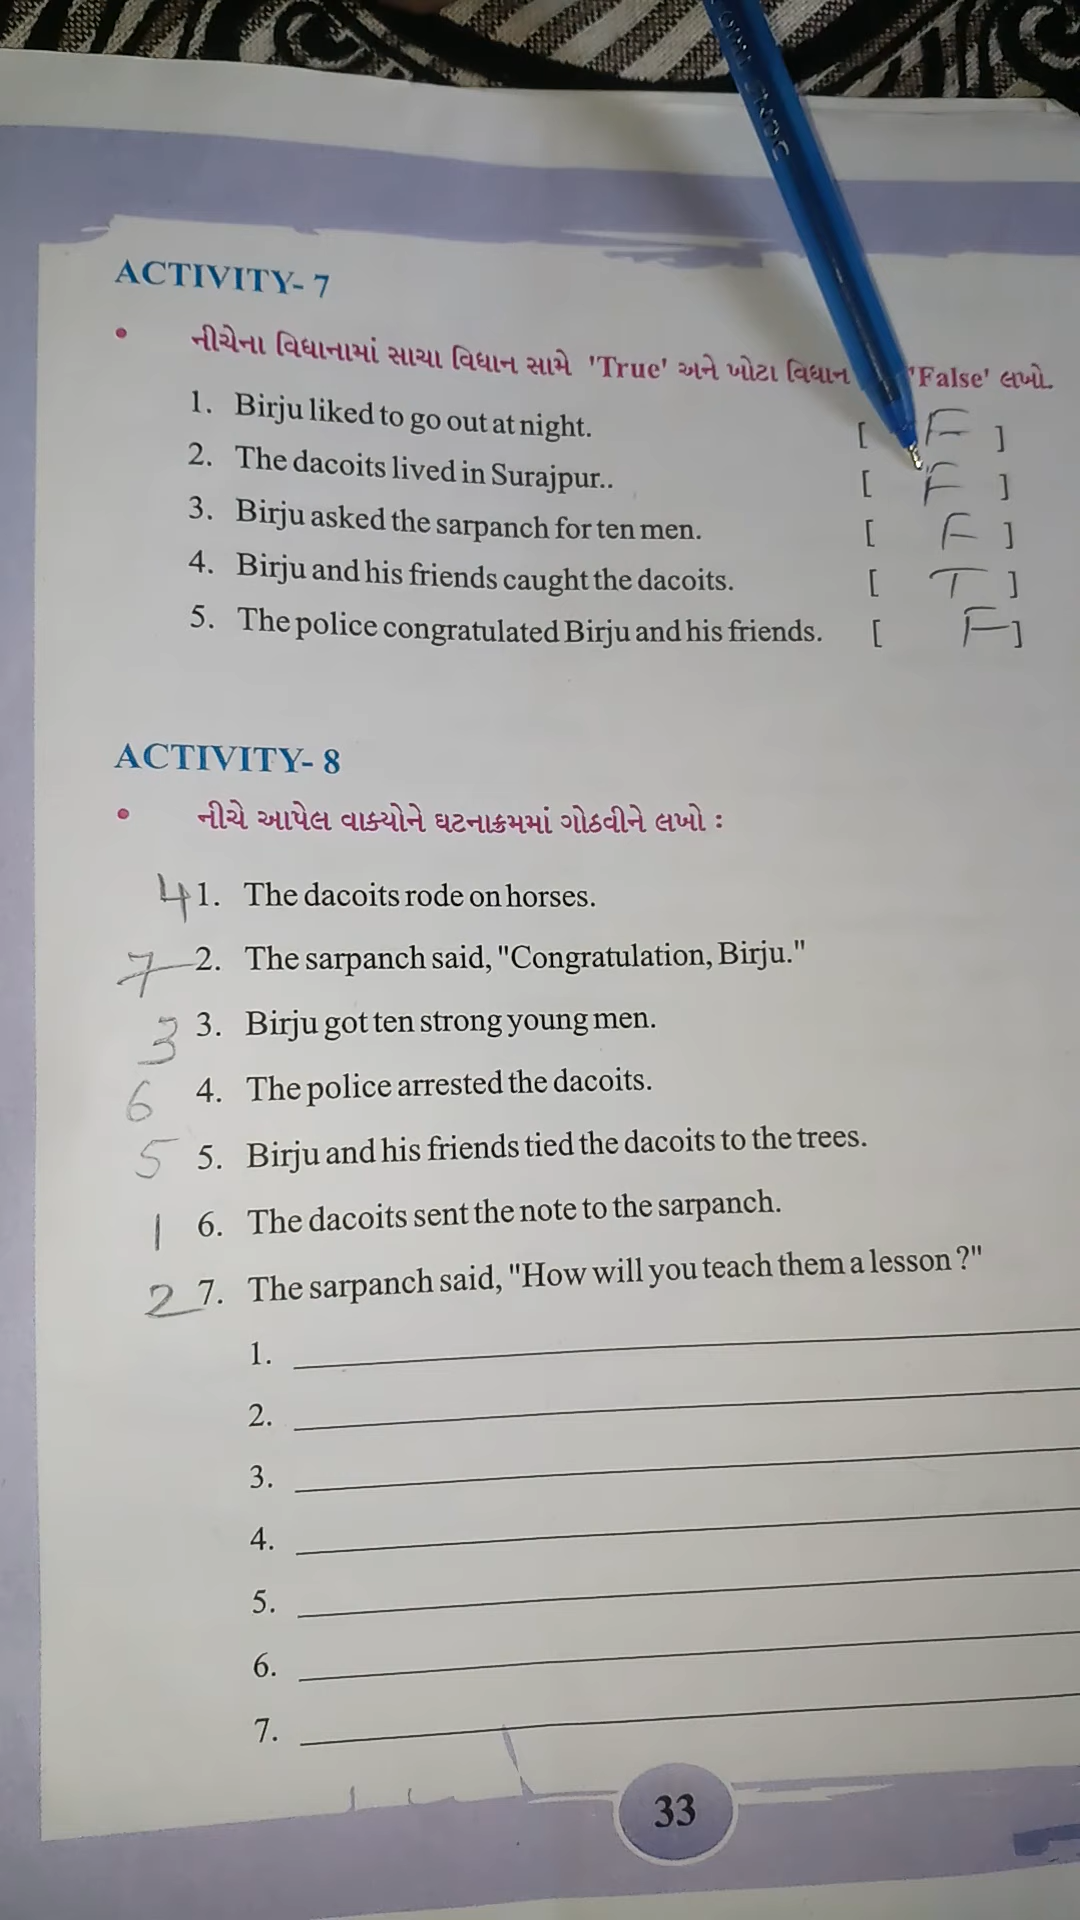 ACTIVITY- 7
• નીચેના વિધાનામાં સાચા વિધાન સામે 'True' અને ખોટા વિધાન 'False' લખો.
1. Birju liked to go out at night. [ F ]
2. The dacoits lived in Surajpur.. [ F ]
3. Birju asked the sarpanch for ten men. [ F ]
4. Birju and his friends caught the dacoits. [ T ]
5. The police congratulated Birju and his friends. [ F ]
ACTIVITY- 8
• નીચે આપેલ વાક્યોને ઘટનાક્રમમાં ગોઠવીને લખો :
4 1. The dacoits rode on horses.
7 2. The sarpanch said, "Congratulation, Birju."
3 3. Birju got ten strong young men.
6 4. The police arrested the dacoits.
5 5. Birju and his friends tied the dacoits to the trees.
1 6. The dacoits sent the note to the sarpanch.
2 7. The sarpanch said, "How will you teach them a lesson ?"
1.
2.
3.
4.
5.
6.
7.
33